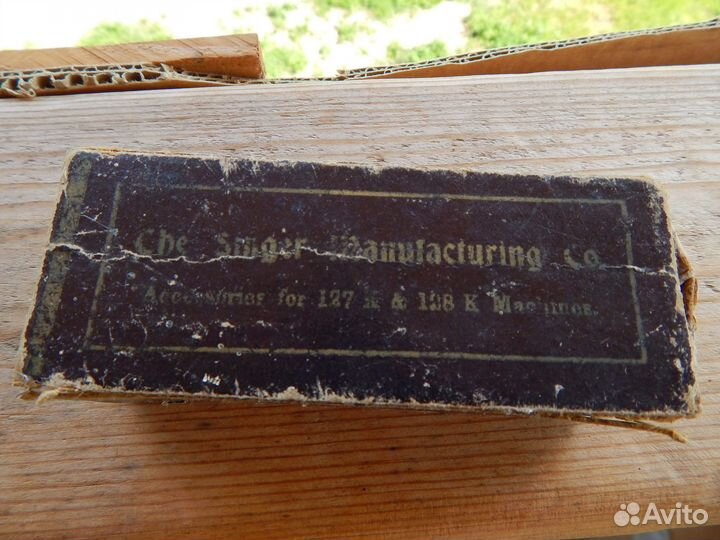 The Singer Manufacturing Co
Accessories for 127 K & 128 K Machines.
Avito